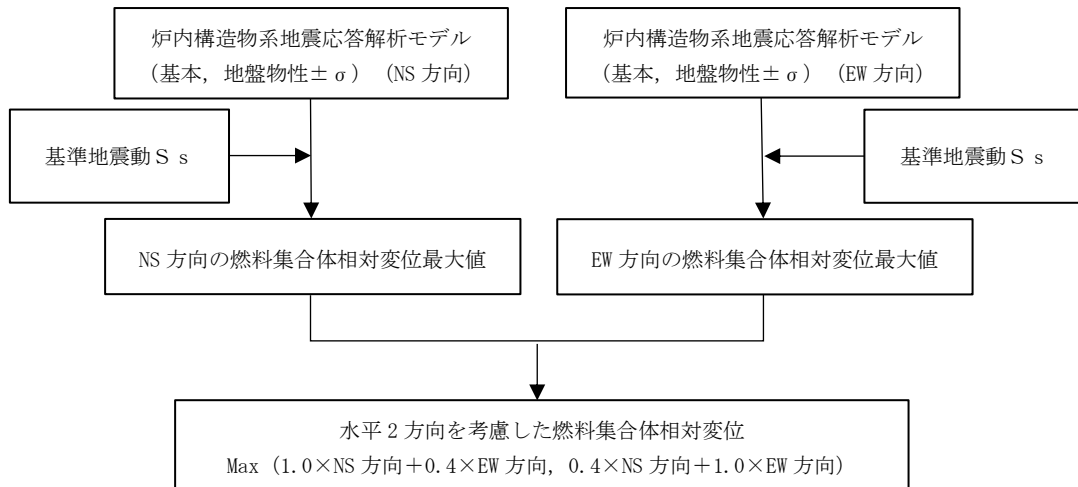 炉内構造物系地震応答解析モデル
（基本，地盤物性±σ）（NS 方向）
炉内構造物系地震応答解析モデル
（基本，地盤物性±σ）（EW 方向）
基準地震動Ｓｓ
基準地震動Ｓｓ
NS 方向の燃料集合体相対変位最大値
EW 方向の燃料集合体相対変位最大値
水平２方向を考慮した燃料集合体相対変位
Max（1.0×NS 方向＋0.4×EW 方向，0.4×NS 方向＋1.0×EW 方向）